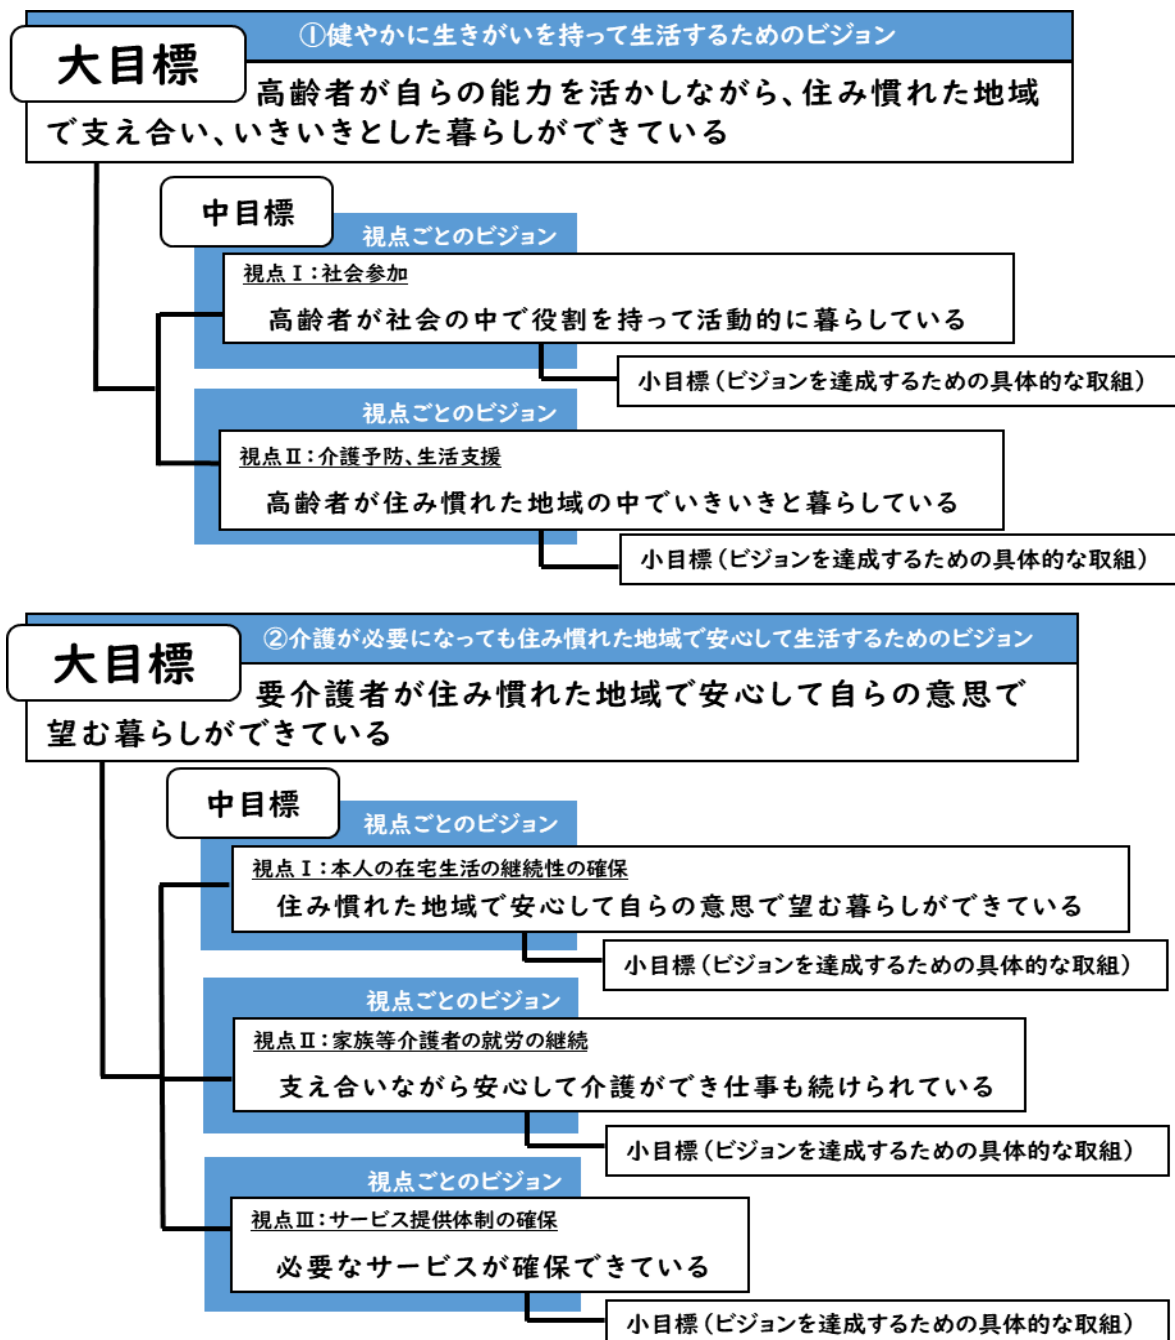 ①健やかに生きがいを持って生活するためのビジョン
大目標
高齢者が自らの能力を活かしながら、住み慣れた地域
で支え合い、いきいきとした暮らしができている
中目標
視点ごとのビジョン
視点Ⅰ：社会参加
高齢者が社会の中で役割を持って活動的に暮らしている
小目標（ビジョンを達成するための具体的な取組）
視点ごとのビジョン
視点Ⅱ：介護予防、生活支援
高齢者が住み慣れた地域の中でいきいきと暮らしている
小目標（ビジョンを達成するための具体的な取組）
②介護が必要になっても住み慣れた地域で安心して生活するためのビジョン
大目標
要介護者が住み慣れた地域で安心して自らの意思で
望む暮らしができている
中目標
視点ごとのビジョン
視点Ⅰ：本人の在宅生活の継続性の確保
住み慣れた地域で安心して自らの意思で望む暮らしができている
小目標（ビジョンを達成するための具体的な取組）
視点ごとのビジョン
視点Ⅱ：家族等介護者の就労の継続
支え合いながら安心して介護ができ仕事も続けられている
小目標（ビジョンを達成するための具体的な取組）
視点ごとのビジョン
視点Ⅲ：サービス提供体制の確保
必要なサービスが確保できている
小目標（ビジョンを達成するための具体的な取組）